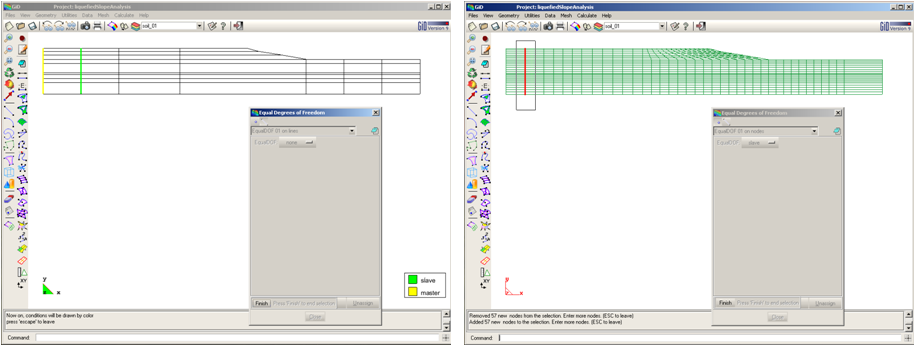 GiD Project: liquefiedSlopeAnalysis
Files View Geometry Utilities Data Mesh Calculate Help
soil_01
GiD
Version 9
Equal Degrees of Freedom
EqualDOF 01 on lines
EqualDOF
Finish Press 'Finish' to end selection Unassign
Close
y
x
slave
master
Now on, conditions will be drawn by color
press 'escape' to leave
Command:
GiD Project: liquefiedSlopeAnalysis
Files View Geometry Utilities Data Mesh Calculate Help
soil_01
GiD
Version 9
Equal Degrees of Freedom
EqualDOF 01 on nodes
EqualDOF slave
Finish Press 'Finish' to end selection Unassign
Close
y
x
Removed 57 new nodes from the selection. Enter more nodes. (ESC to leave)
Added 57 new nodes to the selection. Enter more nodes. (ESC to leave)
Command: